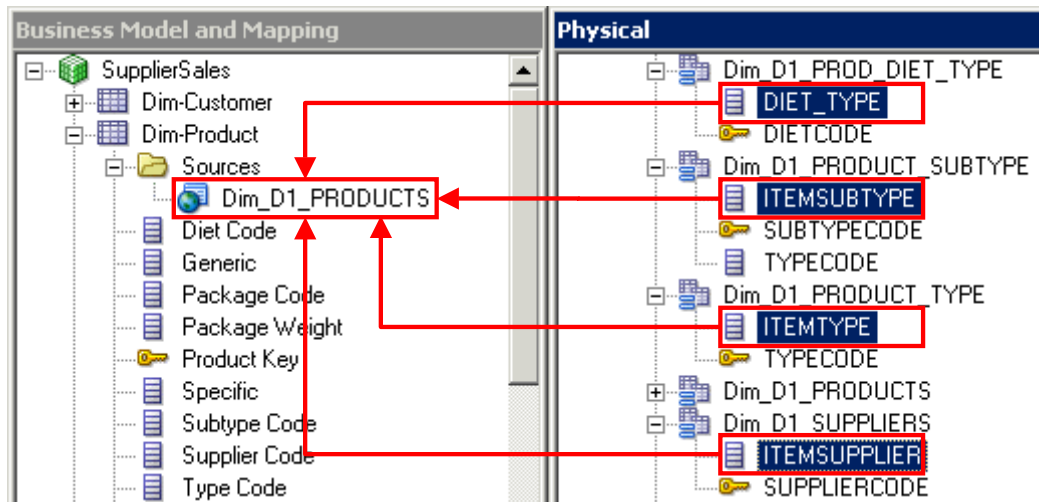 Business Model and Mapping
SupplierSales
Dim-Customer
Dim-Product
Sources
Dim_D1_PRODUCTS
Diet Code
Generic
Package Code
Package Weight
Product Key
Specific
Subtype Code
Supplier Code
Type Code
Physical
Dim_D1_PROD_DIET_TYPE
DIET_TYPE
DIETCODE
Dim_D1_PRODUCT_SUBTYPE
ITEMSUBTYPE
SUBTYPECODE
TYPECODE
Dim_D1_PRODUCT_TYPE
ITEMTYPE
TYPECODE
Dim_D1_PRODUCTS
Dim_D1_SUPPLIERS
ITEMSUPPLIER
SUPPLIERCODE